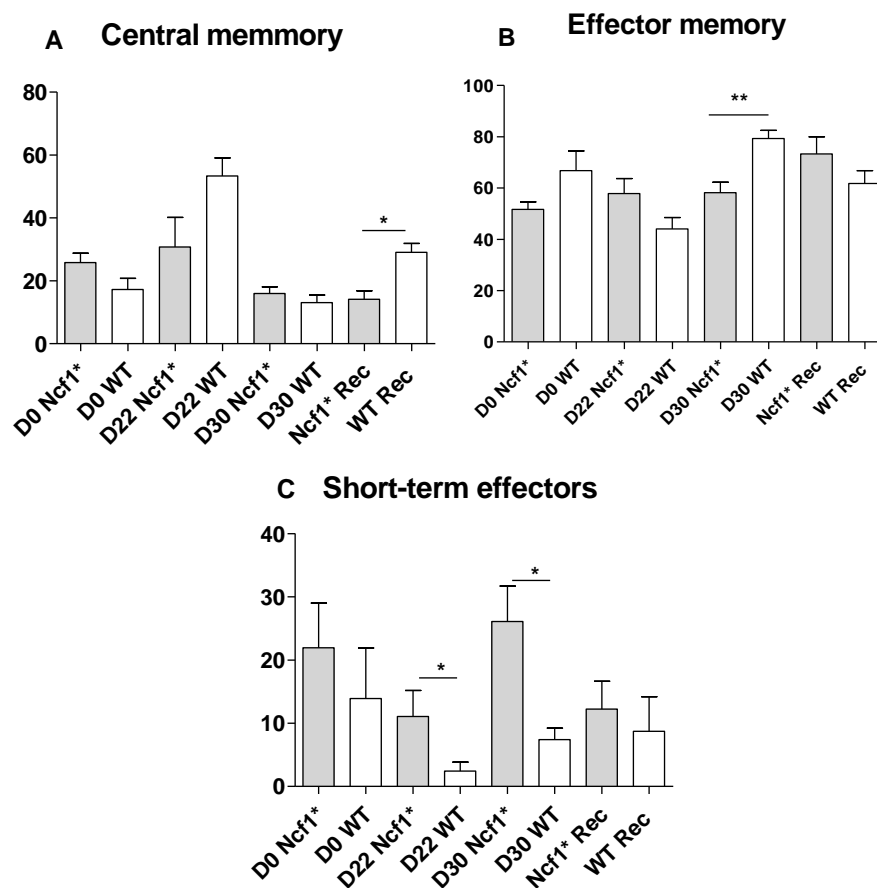 A Central memmory
80
60
40
20
0
*
D0 Ncf1*
D0 WT
D22 Ncf1*
D22 WT
D30 Ncf1*
D30 WT
Ncf1* Rec
WT Rec
B Effector memory
100
80
60
40
20
0
**
D0 Ncf1*
D0 WT
D22 Ncf1*
D22 WT
D30 Ncf1*
D30 WT
Ncf1* Rec
WT Rec
C Short-term effectors
40
30
20
10
0
*
*
D0 Ncf1*
D0 WT
D22 Ncf1*
D22 WT
D30 Ncf1*
D30 WT
Ncf1* Rec
WT Rec